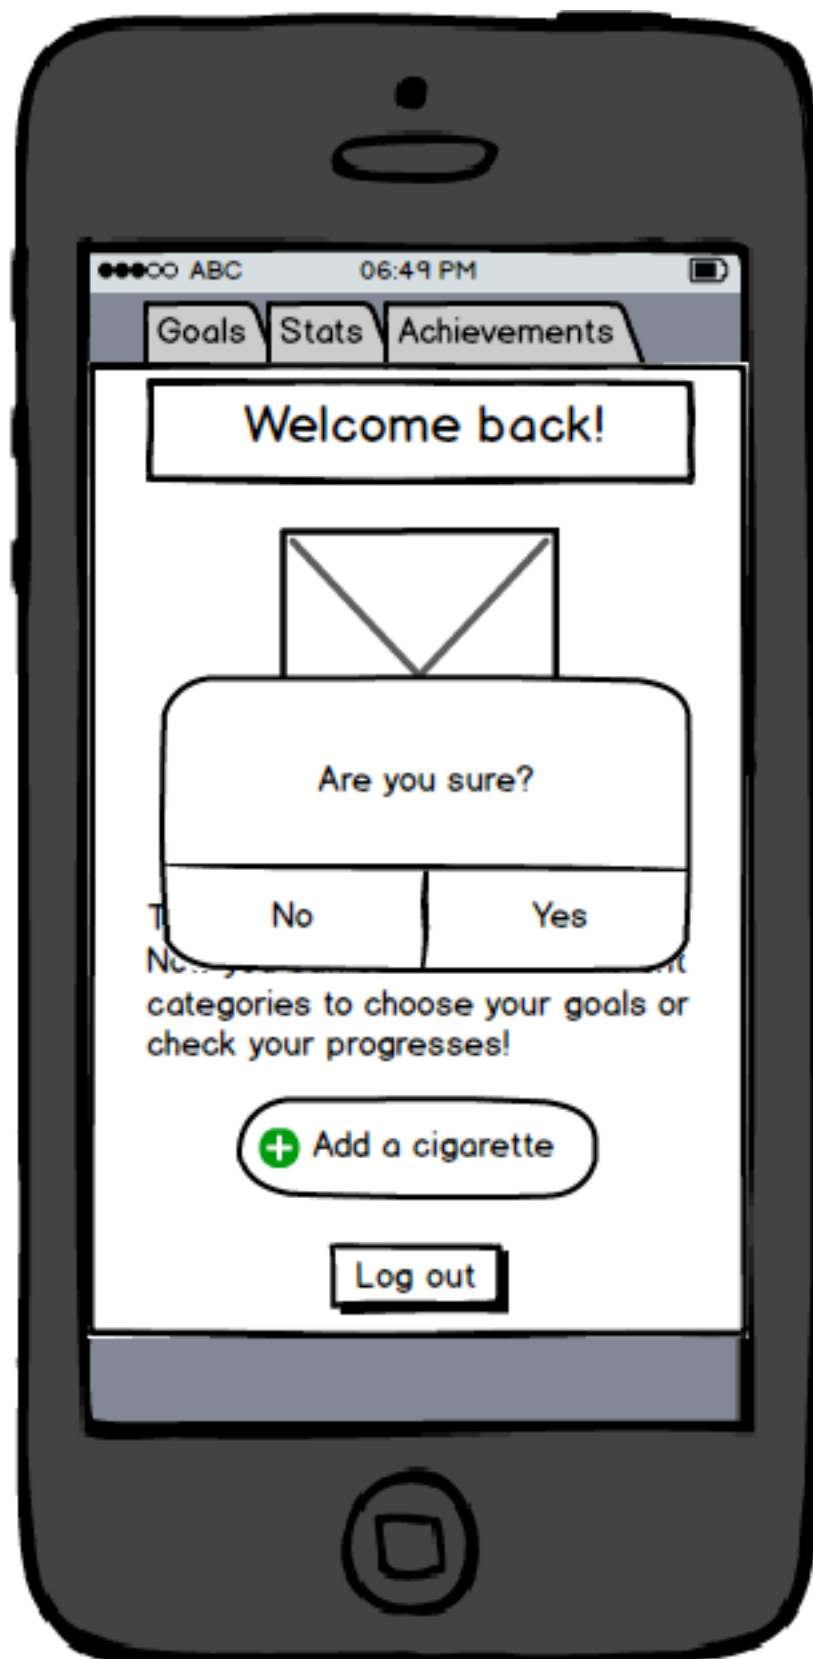 ABC 06:49 PM
Goals Stats Achievements
Welcome back!
Are you sure?
No Yes
categories to choose your goals or
check your progresses!
Add a cigarette
Log out